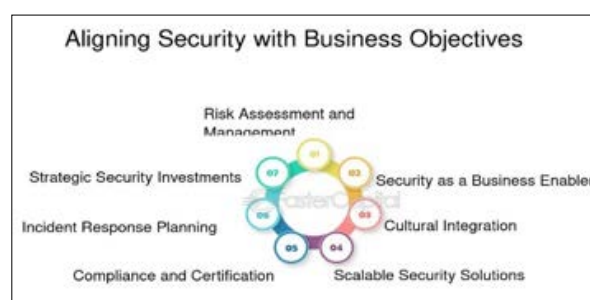 Aligning Security with Business Objectives
Risk Assessment and
Management
01
07
02
Strategic Security Investments
Security as a Business Enabler
FasterCapital
06
03
Incident Response Planning
Cultural Integration
05
04
Compliance and Certification
Scalable Security Solutions